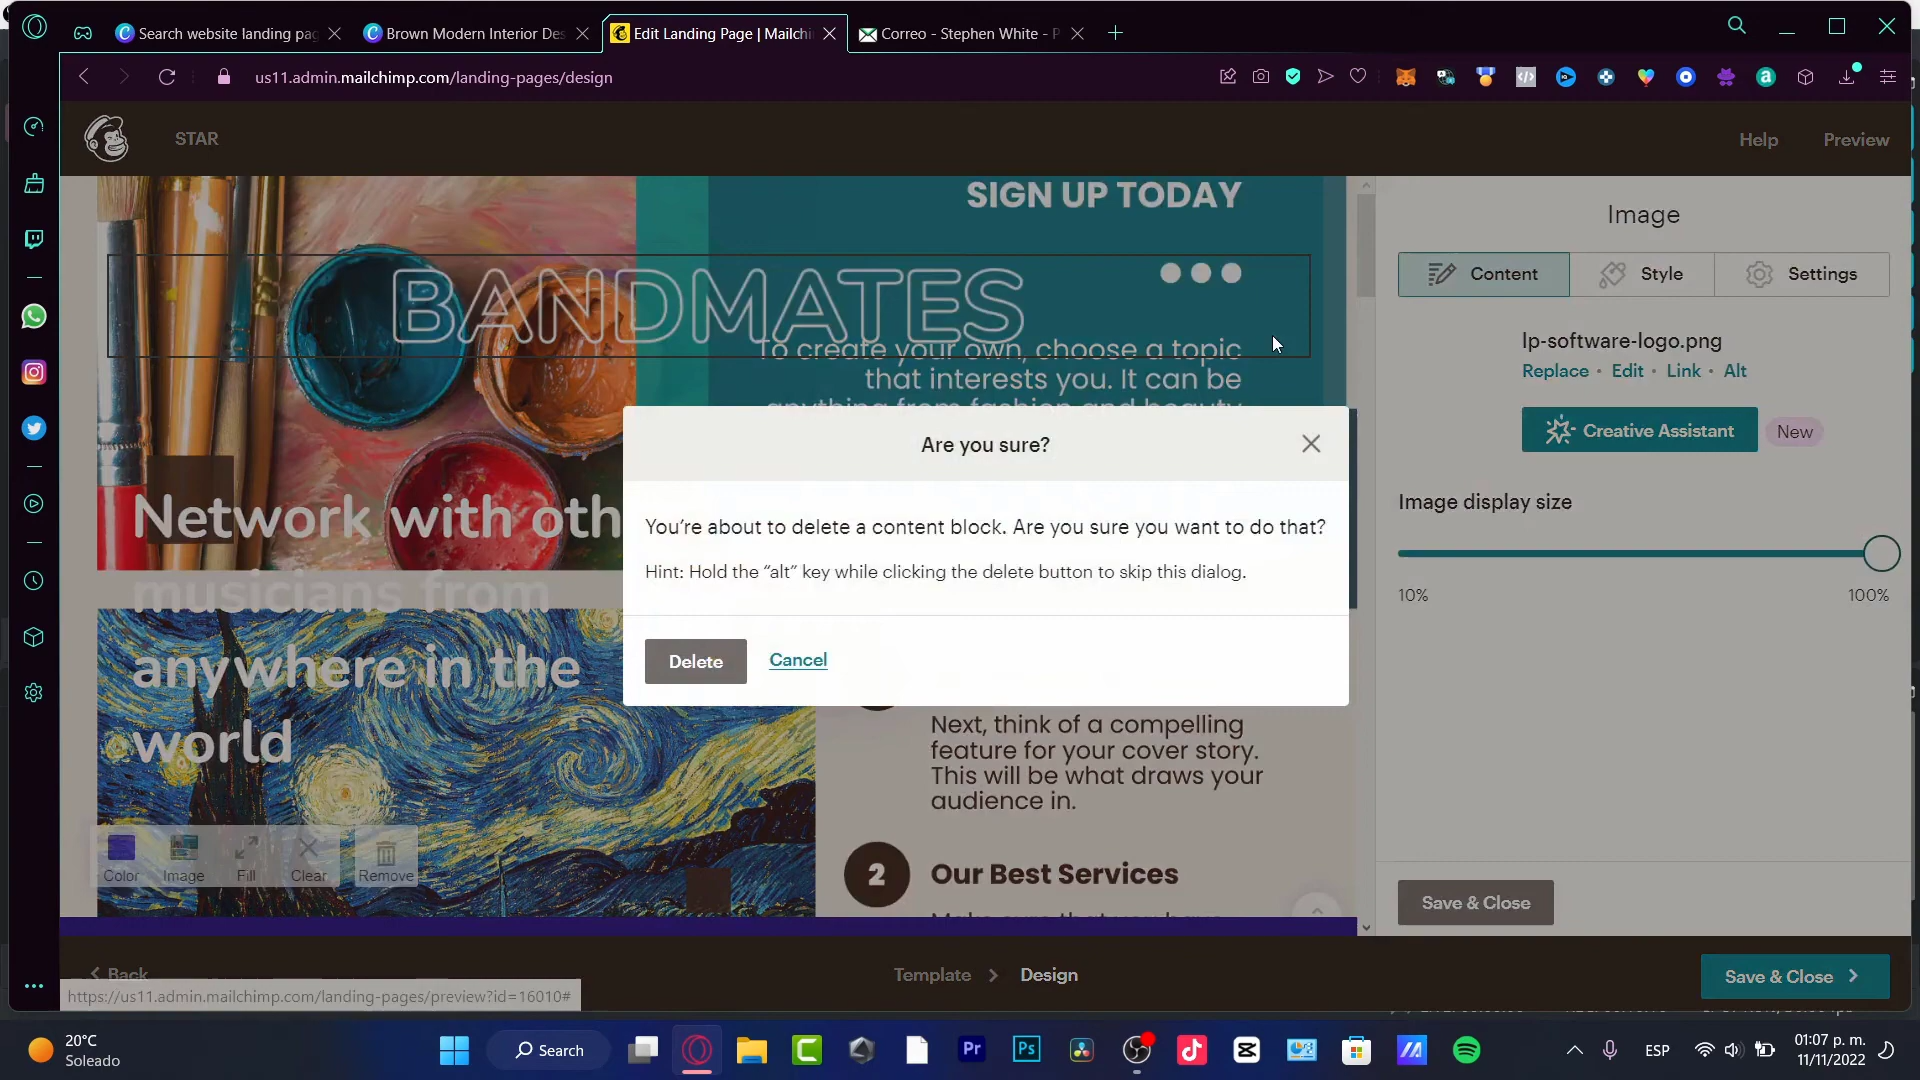 Search website landing pag
Brown Modern Interior Des
Edit Landing Page | Mailchi
Correo - Stephen White - P
us11.admin.mailchimp.com/landing-pages/design
STAR
Help
Preview
SIGN UP TODAY
BANDMATES
To create your own, choose a topic
that interests you. It can be
anything from fashion and beauty
Network with oth
musicians from
anywhere in the
world
Next, think of a compelling
feature for your cover story.
This will be what draws your
audience in.
2
Our Best Services
Color
Image
Fill
Clear
Remove
Are you sure?
You're about to delete a content block. Are you sure you want to do that?
Hint: Hold the “alt” key while clicking the delete button to skip this dialog.
Delete
Cancel
Image
Content
Style
Settings
lp-software-logo.png
Replace • Edit • Link • Alt
Creative Assistant
New
Image display size
10%
100%
Save & Close
Back
Template
Design
Save & Close
https://us11.admin.mailchimp.com/landing-pages/preview?id=16010#
20°C
Soleado
Search
Pr
Ps
ESP
01:07 p. m.
11/11/2022